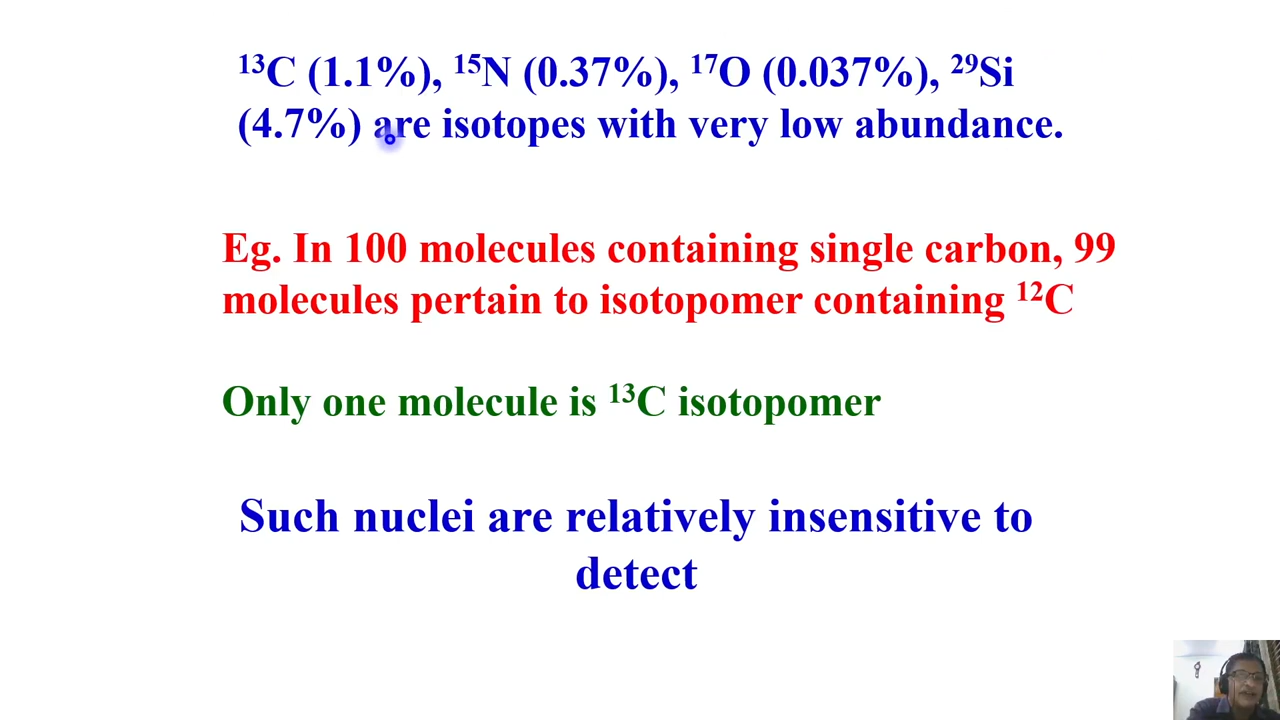 ¹³C (1.1%), ¹⁵N (0.37%), ¹⁷O (0.037%), ²⁹Si
(4.7%) are isotopes with very low abundance.
Eg. In 100 molecules containing single carbon, 99
molecules pertain to isotopomer containing ¹²C
Only one molecule is ¹³C isotopomer
Such nuclei are relatively insensitive to
detect